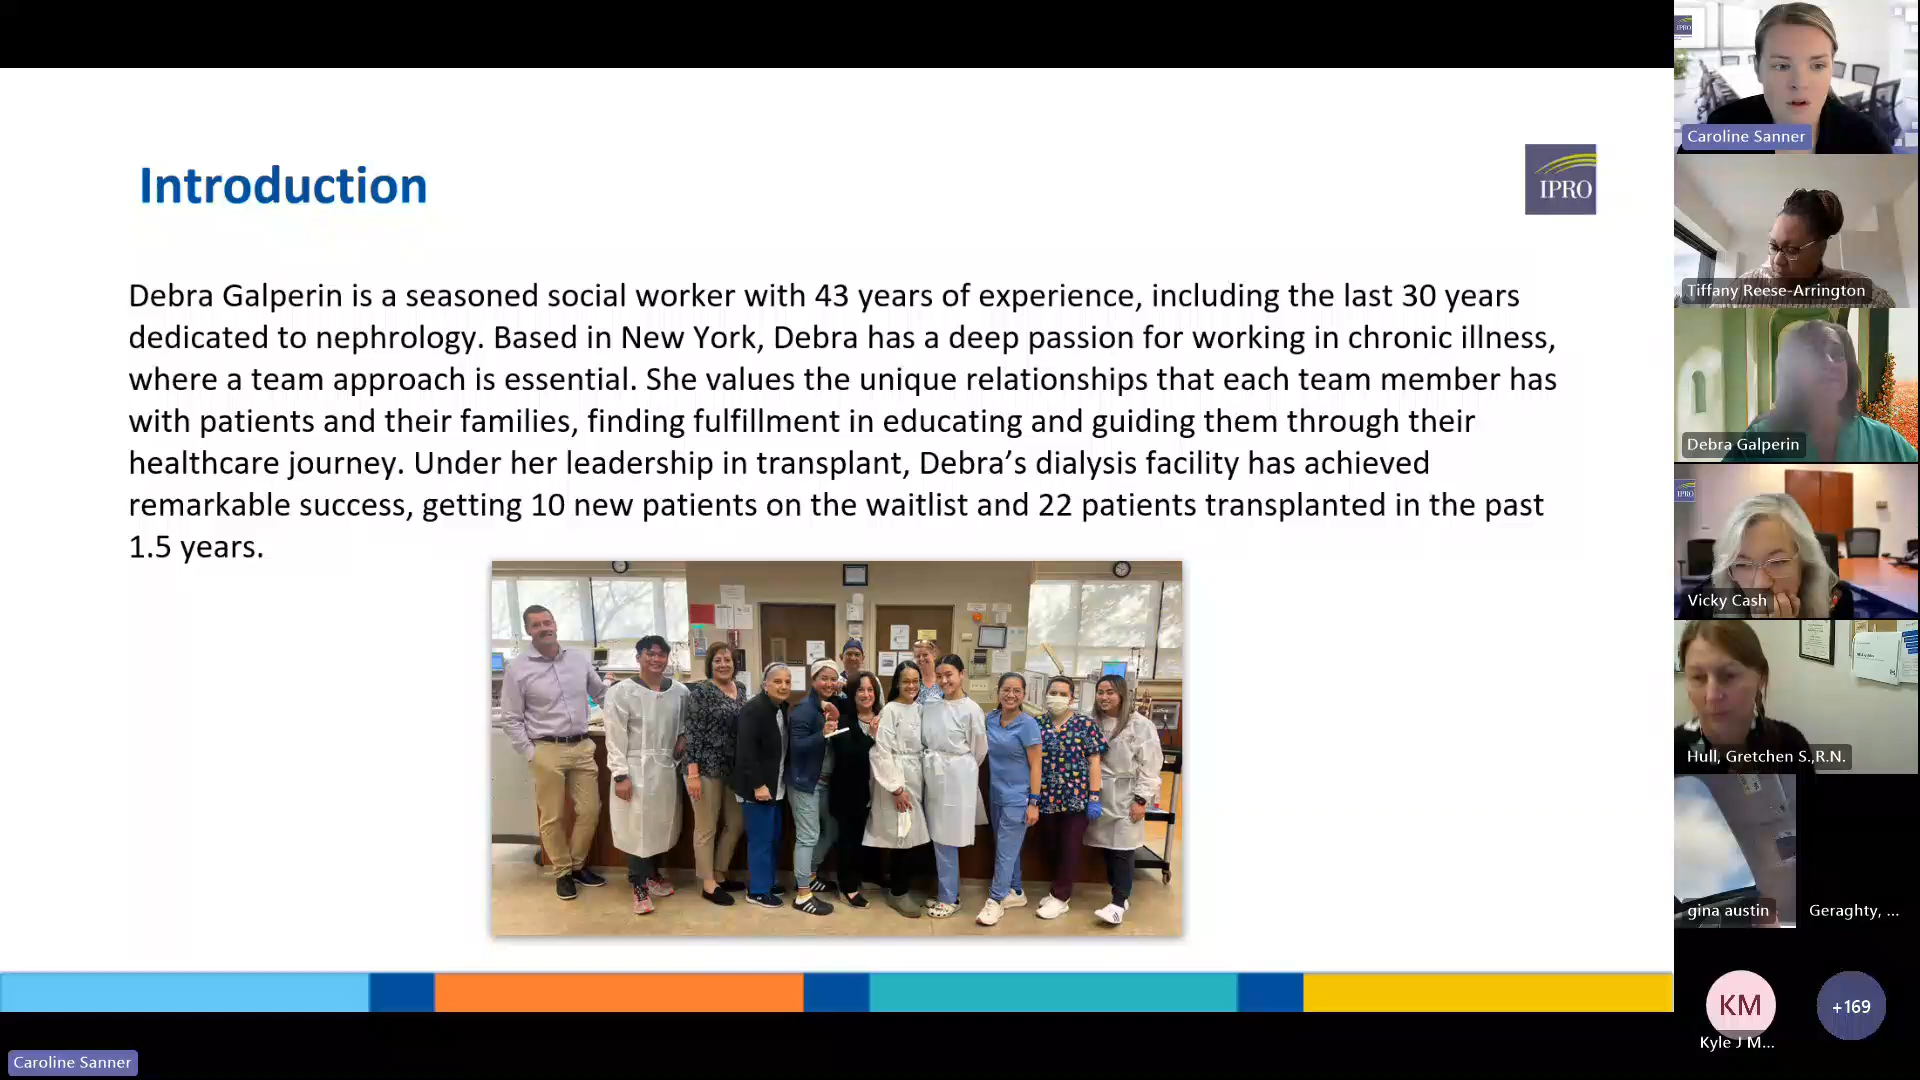 Introduction
IPRO
Debra Galperin is a seasoned social worker with 43 years of experience, including the last 30 years
dedicated to nephrology. Based in New York, Debra has a deep passion for working in chronic illness,
where a team approach is essential. She values the unique relationships that each team member has
with patients and their families, finding fulfillment in educating and guiding them through their
healthcare journey. Under her leadership in transplant, Debra’s dialysis facility has achieved
remarkable success, getting 10 new patients on the waitlist and 22 patients transplanted in the past
1.5 years.
Caroline Sanner
IPRO
Caroline Sanner
Tiffany Reese-Arrington
Debra Galperin
IPRO
Vicky Cash
Hull, Gretchen S.,R.N.
gina austin
Geraghty, ...
KM
Kyle J M...
+169